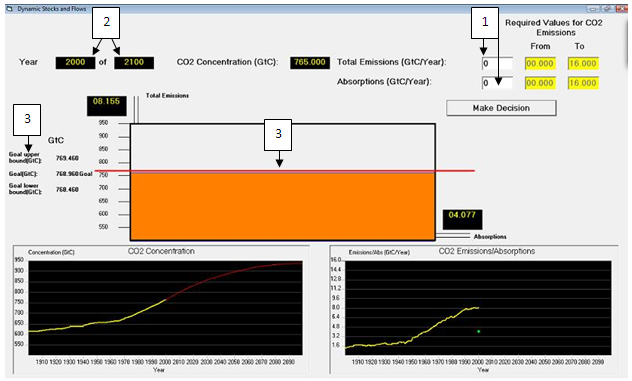 Dynamic Stocks and Flows
2
1
Required Values for CO2
Emissions
From To
Year 2000 of 2100 CO2 Concentration (GtC) 765.000 Total Emissions (GtC/Year): 0 00.000 16.000
Absorptions (GtC/Year): 0 00.000 16.000
Make Decision
08.155 Total Emissions
3
GtC
Goal upper
bound(GtC): 769.460
Goal(GtC): 768.960 Goal
Goal lower
bound(GtC): 768.460
950
900
850
800
750
700
650
600
550
3
04.077
Absorptions
Concentration (GtC) CO2 Concentration
950
900
850
800
750
700
650
600
550
1910 1920 1930 1940 1950 1960 1970 1980 1990 2000 2010 2020 2030 2040 2050 2060 2070 2080 2090
Year
Emissions/Abs (GtC/Year) CO2 Emissions/Absorptions
16.0
14.4
12.8
11.2
9.6
8.0
6.4
4.8
3.2
1.6
1910 1920 1930 1940 1950 1960 1970 1980 1990 2000 2010 2020 2030 2040 2050 2060 2070 2080 2090
Year